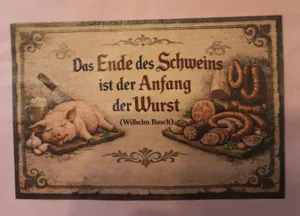 Das Ende des Schweins
ist der Anfang
der Wurst
(Wilhelm Busch)